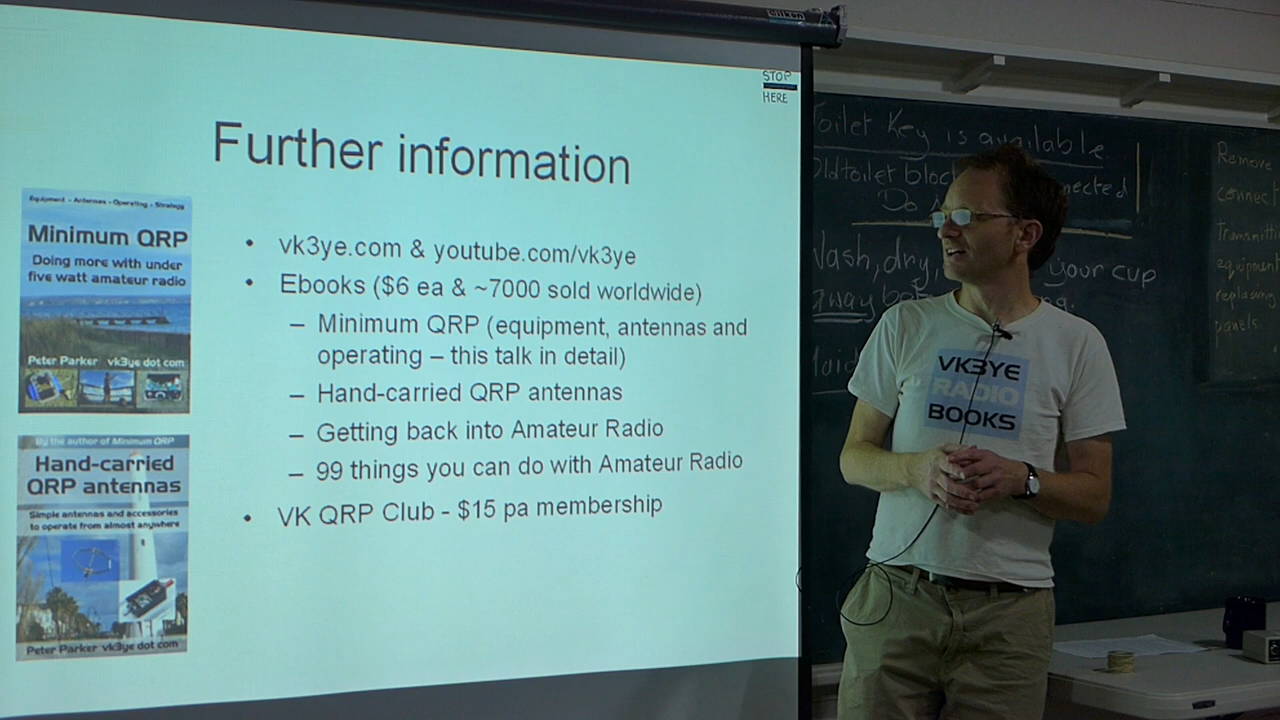 STOP
HERE
Further information
Equipment - Antennas - Operating - Strategy
Minimum QRP
Doing more with under
five watt amateur radio
Peter Parker vk3ye dot com
By the author of Minimum QRP
Hand-carried
QRP antennas
Simple antennas and accessories
to operate from almost anywhere
Peter Parker vk3ye dot com
• vk3ye.com & youtube.com/vk3ye
• Ebooks ($6 ea & ~7000 sold worldwide)
– Minimum QRP (equipment, antennas and
operating – this talk in detail)
– Hand-carried QRP antennas
– Getting back into Amateur Radio
– 99 things you can do with Amateur Radio
• VK QRP Club - $15 pa membership
VK3YE
RADIO
BOOKS
Toilet Key is available
Old toilet block
Do
Wash, dry, your cup
away
Remove
Transmitti
equipment
replacing
panels.